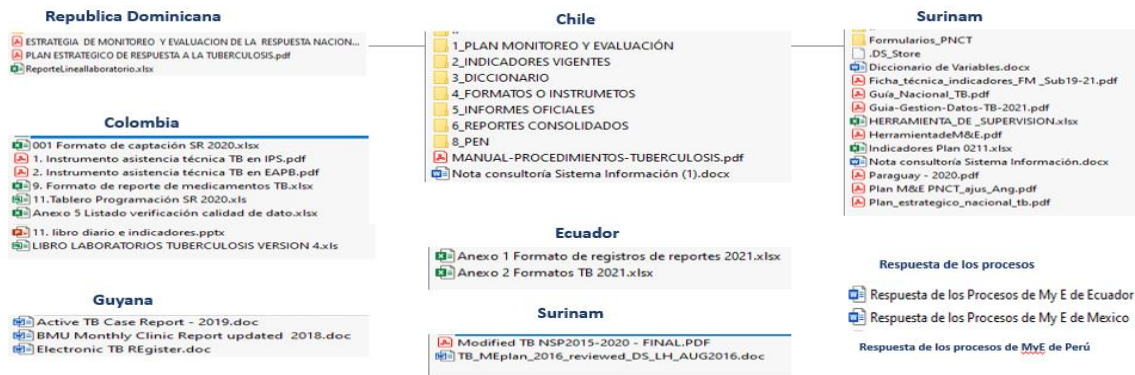 Republica Dominicana
ESTRATEGIA DE MONITOREO Y EVALUACION DE LA RESPUESTA NACION...
PLAN ESTRATEGICO DE RESPUESTA A LA TUBERCULOSIS.pdf
ReporteLineallaboratorio.xlsx
Colombia
001 Formato de captación SR 2020.xlsx
1. Instrumento asistencia técnica TB en IPS.pdf
2. Instrumento asistencia técnica TB en EAPB.pdf
9. Formato de reporte de medicamentos TB.xlsx
11.Tablero Programación SR 2020.xls
Anexo 5 Listado verificación calidad de dato.xlsx
11. libro diario e indicadores.pptx
LIBRO LABORATORIOS TUBERCULOSIS VERSION 4.xls
Guyana
Active TB Case Report - 2019.doc
BMU Monthly Clinic Report updated 2018.doc
Electronic TB REgister.doc
Chile
..
1_PLAN MONITOREO Y EVALUACIÓN
2_INDICADORES VIGENTES
3_DICCIONARIO
4_FORMATOS O INSTRUMETOS
5_INFORMES OFICIALES
6_REPORTES CONSOLIDADOS
8_PEN
MANUAL-PROCEDIMIENTOS-TUBERCULOSIS.pdf
Nota consultoría Sistema Información (1).docx
Ecuador
Anexo 1 Formato de registros de reportes 2021.xlsx
Anexo 2 Formatos TB 2021.xlsx
Surinam
Modified TB NSP2015-2020 - FINAL.PDF
TB_MEplan_2016_reviewed_DS_LH_AUG2016.doc
Surinam
..
Formularios_PNCT
.DS_Store
Diccionario de Variables.docx
Ficha_técnica_indicadores_FM_Sub19-21.pdf
Guía_Nacional_TB.pdf
Guia-Gestion-Datos-TB-2021.pdf
HERRAMIENTA_DE_SUPERVISION.xlsx
HerramientadeM&E.pdf
Indicadores Plan 0211.xlsx
Nota consultoría Sistema Información.docx
Paraguay - 2020.pdf
Plan M&E PNCT_ajus_Ang.pdf
Plan_estrategico_nacional_tb.pdf
Respuesta de los procesos
Respuesta de los Procesos de My E de Ecuador
Respuesta de los Procesos de My E de Mexico
Respuesta de los procesos de MyE de Perú